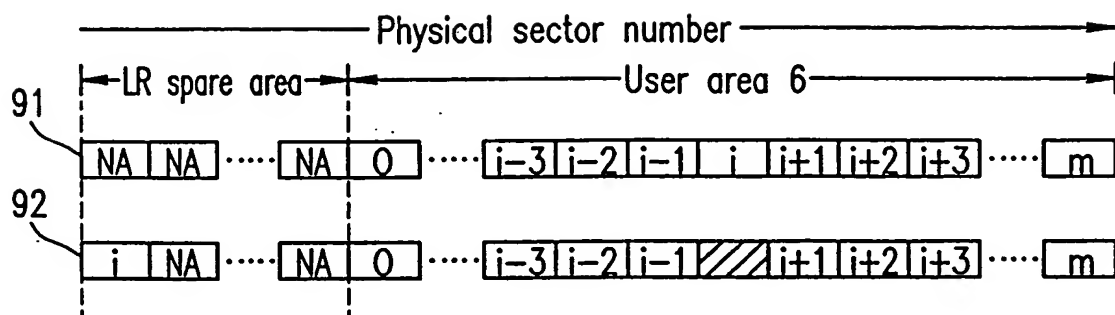 Physical sector number
LR spare area User area 6
91
NA NA ..... NA 0 ..... i-3 i-2 i-1 i i+1 i+2 i+3 ..... m
92
i NA ..... NA 0 ..... i-3 i-2 i-1 i+1 i+2 i+3 ..... m